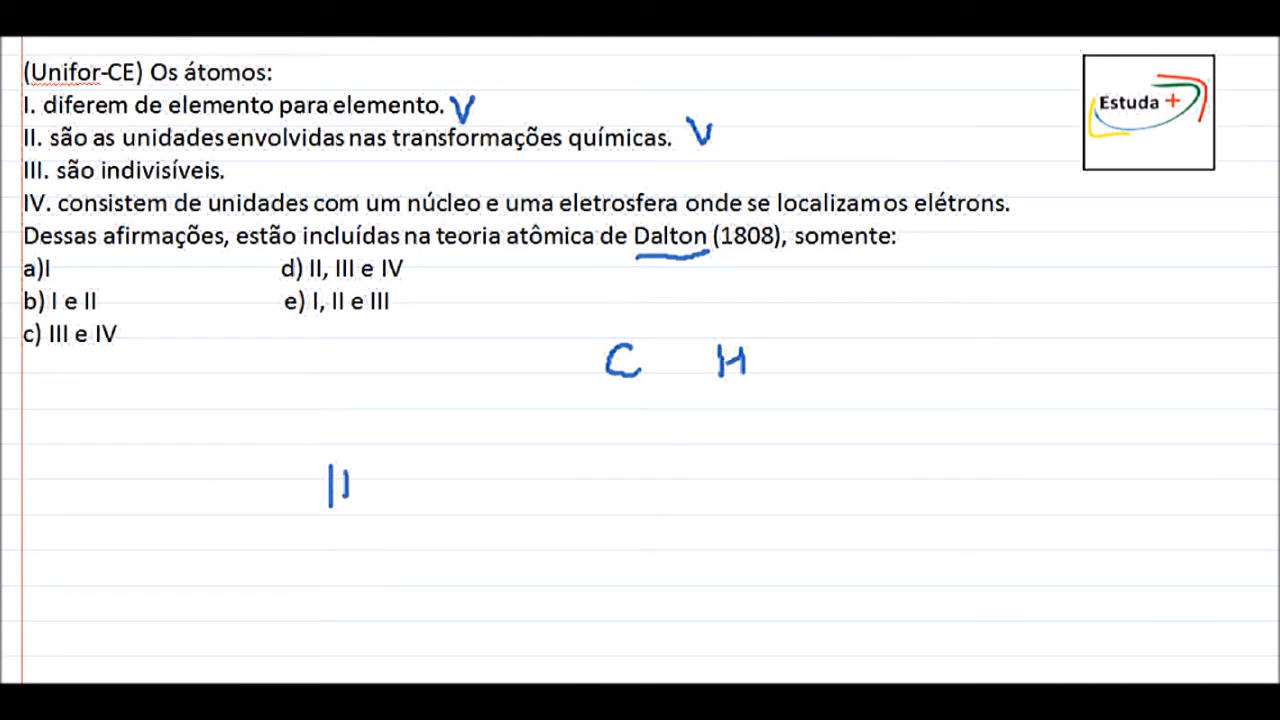 (Unifor-CE) Os átomos:
I. diferem de elemento para elemento. V
II. são as unidades envolvidas nas transformações químicas. V
III. são indivisíveis.
IV. consistem de unidades com um núcleo e uma eletrosfera onde se localizam os elétrons.
Dessas afirmações, estão incluídas na teoria atômica de Dalton (1808), somente:
a)I d) II, III e IV
b) I e II e) I, II e III
c) III e IV
Estuda +
C H